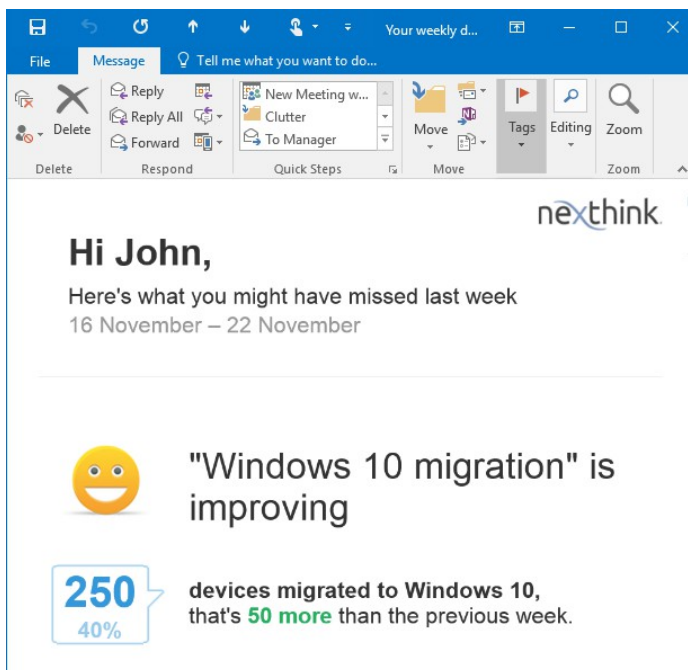 Your weekly d...
File Message Tell me what you want to do...
Reply
Reply All
Forward
Delete
New Meeting w...
Clutter
To Manager
Move
Tags
Editing
Zoom
Delete Respond Quick Steps Move Zoom
nexthink
Hi John,
Here's what you might have missed last week
16 November – 22 November
"Windows 10 migration" is
improving
250
40%
devices migrated to Windows 10,
that's 50 more than the previous week.